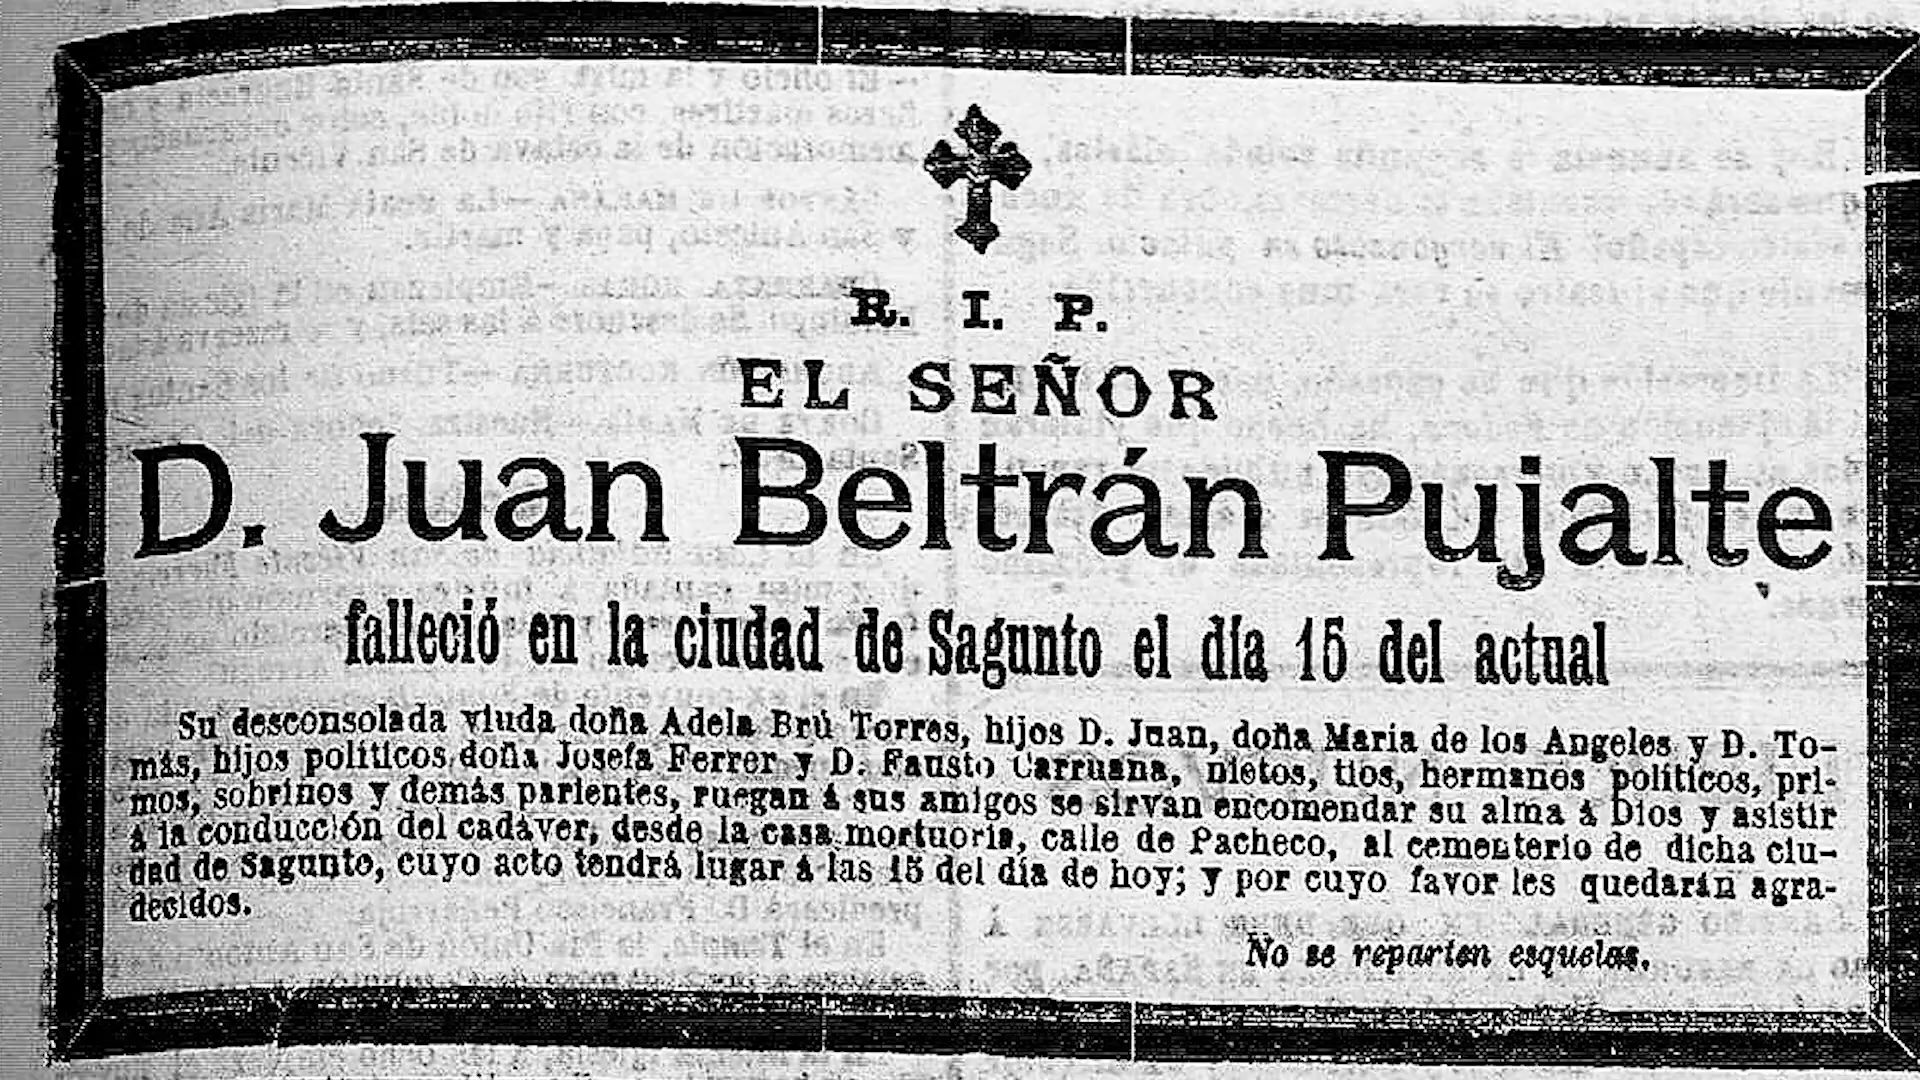 R. I. P.
EL SEÑOR
D. Juan Beltrán Pujalte
falleció en la ciudad de Sagunto el día 15 del actual
Su desconsolada viuda doña Adela Brú Torres, hijos D. Juan, doña María de los Angeles y D. To-
más, hijos políticos doña Josefa Ferrer y D. Fausto Carruana, nietos, tios, hermanos políticos, pri-
mos, sobrinos y demás parientes, ruegan á sus amigos se sirvan encomendar su alma á Dios y asistir
á la conducción del cadáver, desde la casa mortuoria, calle de Pacheco, al cementerio de dicha ciu-
dad de Sagunto, cuyo acto tendrá lugar á las 15 del día de hoy; y por cuyo favor les quedarán agra-
decidos.
No se reparten esquelas.